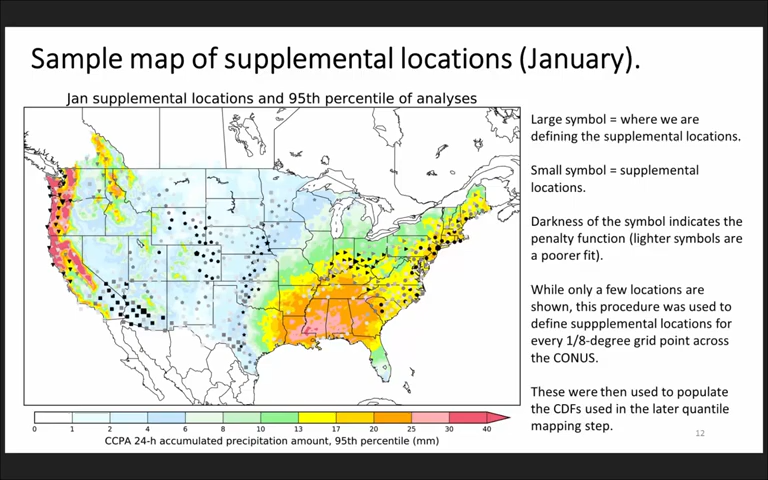 Sample map of supplemental locations (January).
Jan supplemental locations and 95th percentile of analyses
Large symbol = where we are
defining the supplemental locations.
Small symbol = supplemental
locations.
Darkness of the symbol indicates the
penalty function (lighter symbols are
a poorer fit).
While only a few locations are
shown, this procedure was used to
define suppplemental locations for
every 1/8-degree grid point across
the CONUS.
These were then used to populate
the CDFs used in the later quantile
mapping step.
0 1 2 4 6 8 10 13 17 20 25 30 40
CCPA 24-h accumulated precipitation amount, 95th percentile (mm)
12